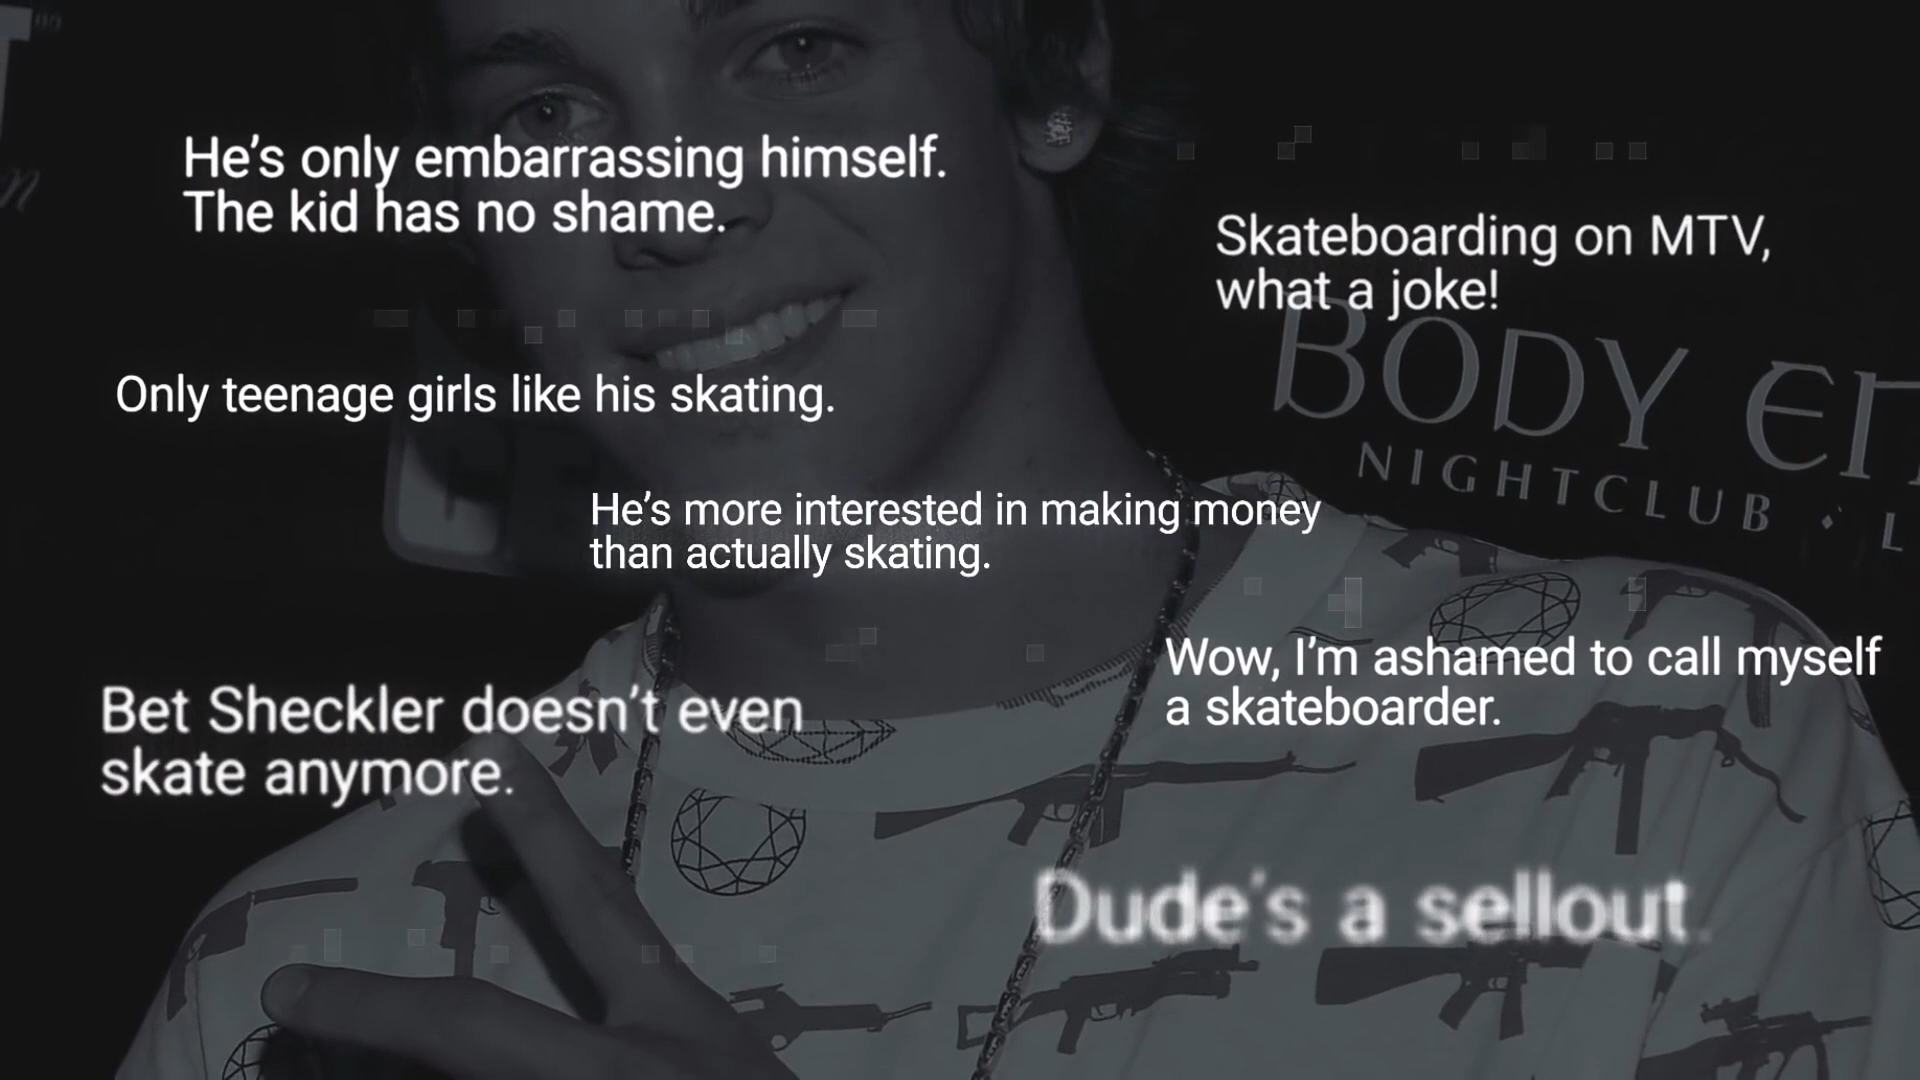 He's only embarrassing himself.
The kid has no shame.
Skateboarding on MTV,
what a joke!
BODY
NIGHTCLUB
Only teenage girls like his skating.
He's more interested in making money
than actually skating.
Wow, I'm ashamed to call myself
a skateboarder.
Bet Sheckler doesn't even
skate anymore.
Dude's a sellout.